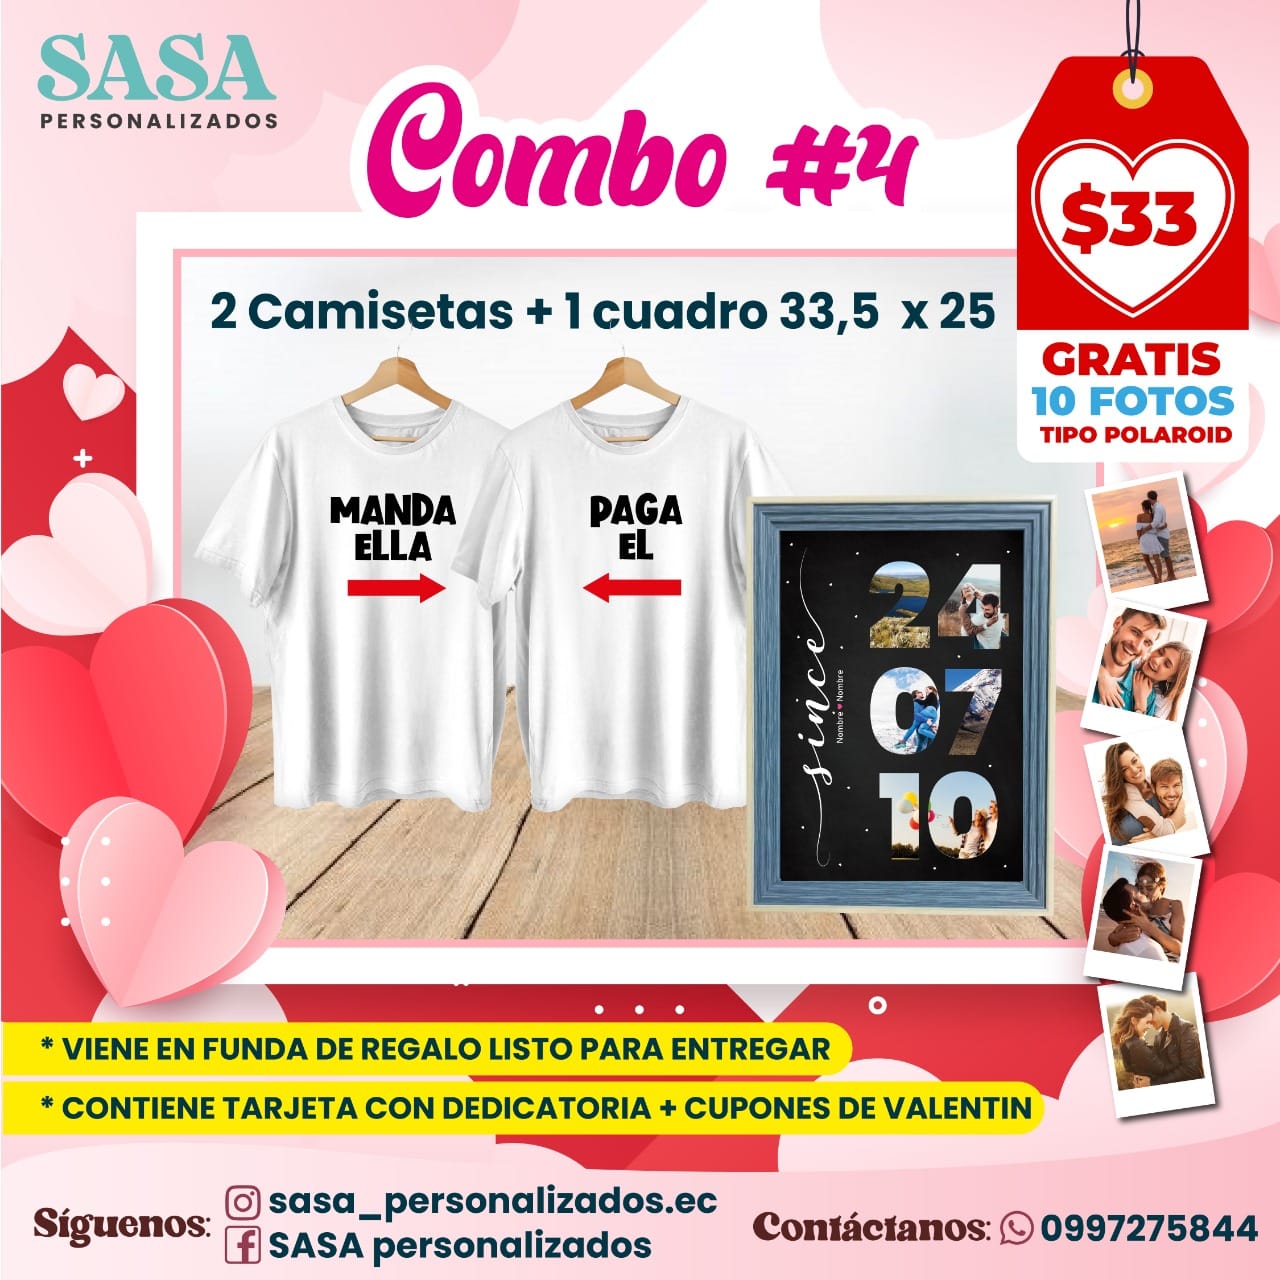 SASA
PERSONALIZADOS
Combo #4
$33
GRATIS
10 FOTOS
TIPO POLAROID
2 Camisetas + 1 cuadro 33,5 x 25
MANDA
ELLA
PAGA
EL
since
Nombre ♥ Nombre
24
07
10
* VIENE EN FUNDA DE REGALO LISTO PARA ENTREGAR
* CONTIENE TARJETA CON DEDICATORIA + CUPONES DE VALENTIN
Síguenos:
sasa_personalizados.ec
SASA personalizados
Contáctanos: 0997275844